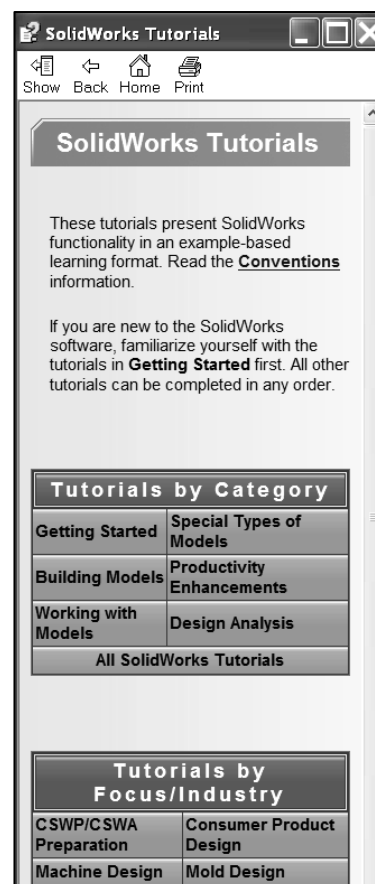 SolidWorks Tutorials
Show Back Home Print
SolidWorks Tutorials
These tutorials present SolidWorks
functionality in an example-based
learning format. Read the Conventions
information.
If you are new to the SolidWorks
software, familiarize yourself with the
tutorials in Getting Started first. All other
tutorials can be completed in any order.
Tutorials by Category
Getting Started
Special Types of
Models
Building Models
Productivity
Enhancements
Working with
Models
Design Analysis
All SolidWorks Tutorials
Tutorials by
Focus/Industry
CSWP/CSWA
Preparation
Consumer Product
Design
Machine Design
Mold Design